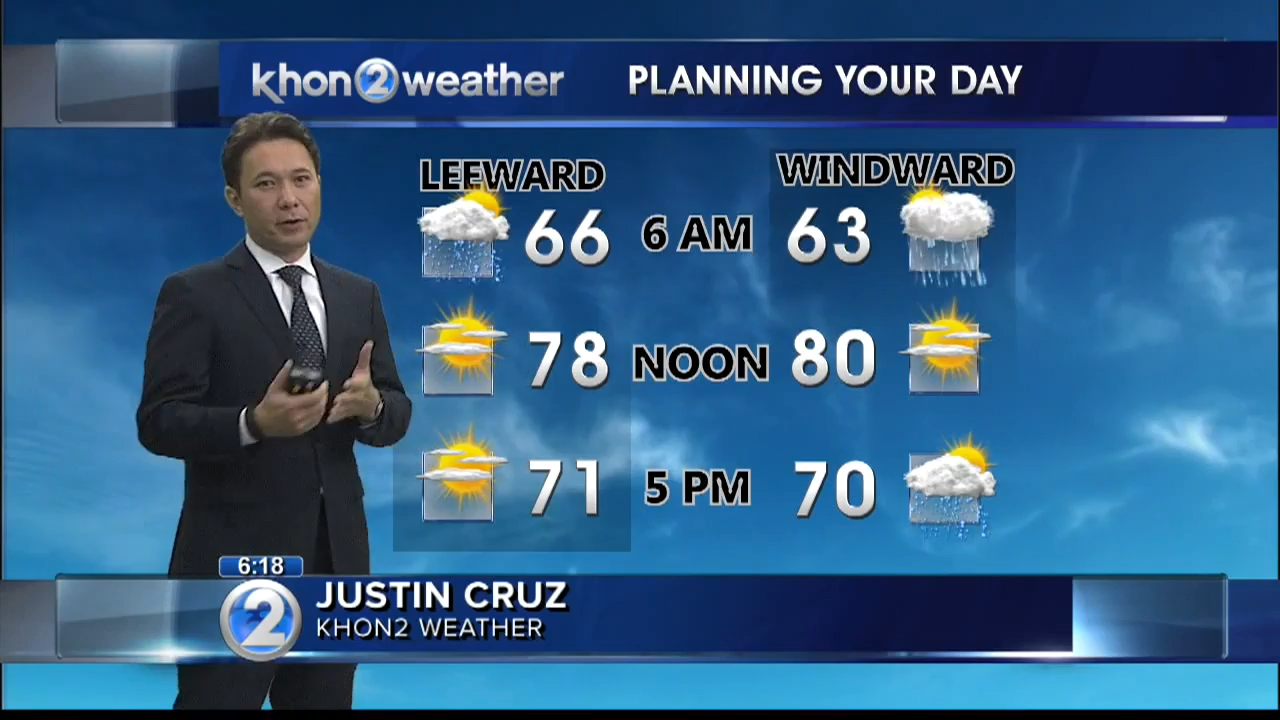 khon2weather PLANNING YOUR DAY
LEEWARD WINDWARD
66 6 AM 63
78 NOON 80
71 5 PM 70
6:18
2 JUSTIN CRUZ
KHON2 WEATHER